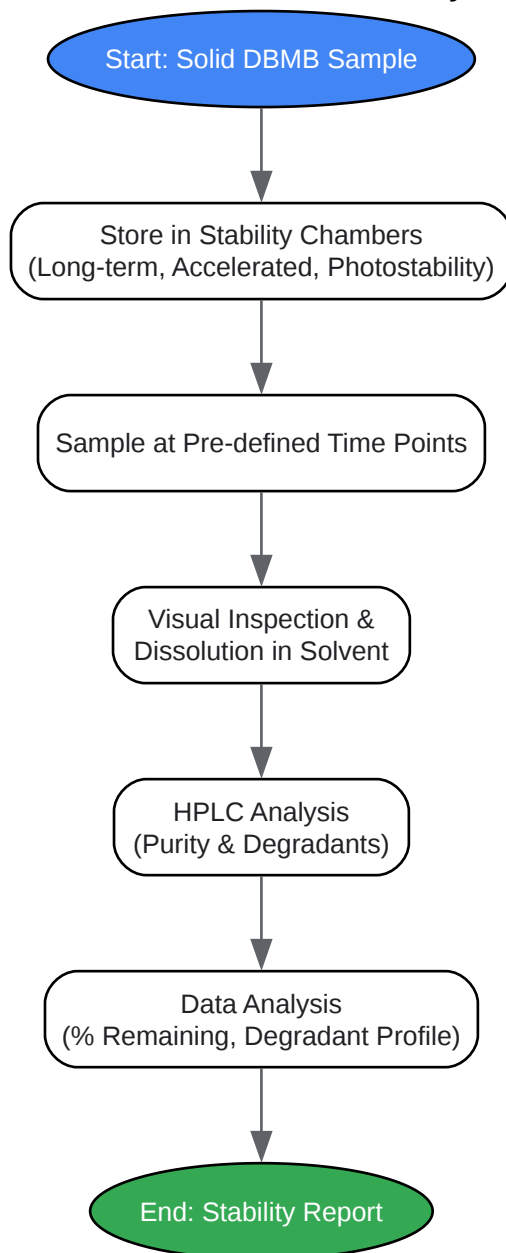 Start: Solid DBMB Sample
Store in Stability Chambers
(Long-term, Accelerated, Photostability)
Sample at Pre-defined Time Points
Visual Inspection &
Dissolution in Solvent
HPLC Analysis
(Purity & Degradants)
Data Analysis
(% Remaining, Degradant Profile)
End: Stability Report